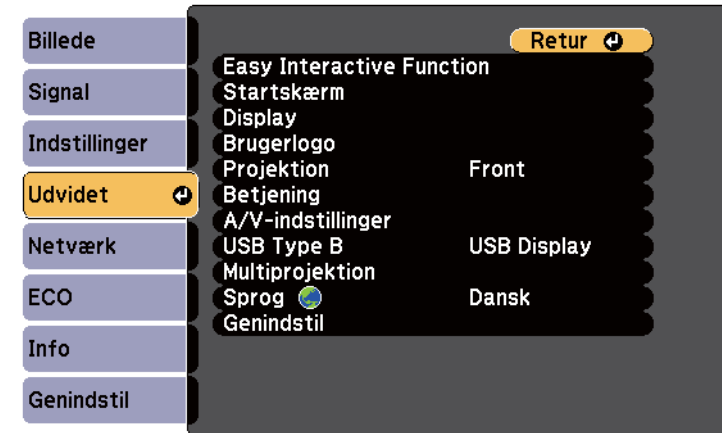 Billede
Signal
Indstillinger
Udvidet
Netværk
ECO
Info
Genindstil
Retur
Easy Interactive Function
Startskærm
Display
Brugerlogo
Projektion Front
Betjening
A/V-indstillinger
USB Type B USB Display
Multiprojektion
Sprog Dansk
Genindstil